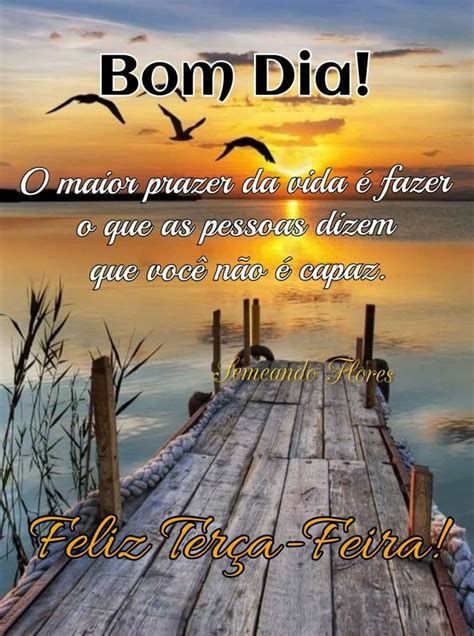 Bom Dia!
O maior prazer da vida é fazer
o que as pessoas dizem
que você não é capaz.
Semeando Flores
Feliz Terça-Feira!